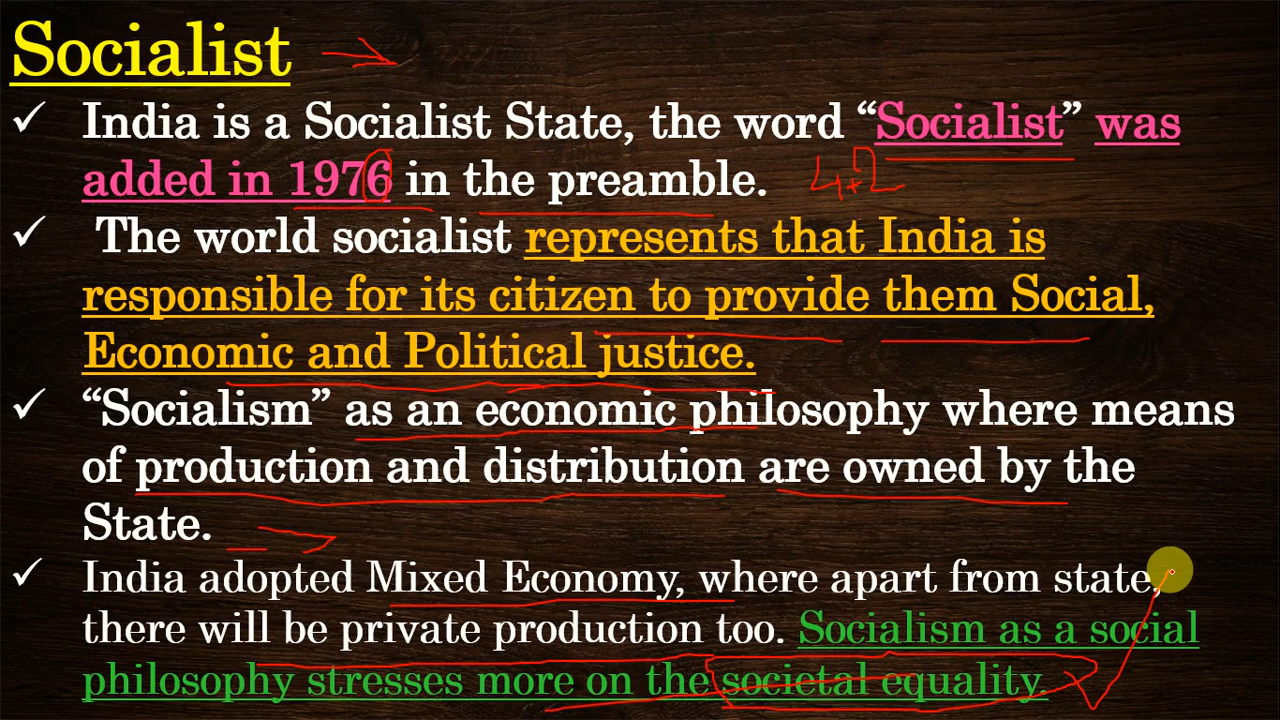 Socialist
✓ India is a Socialist State, the word “Socialist” was
added in 1976 in the preamble. 42
✓ The world socialist represents that India is
responsible for its citizen to provide them Social,
Economic and Political justice.
✓ “Socialism” as an economic philosophy where means
of production and distribution are owned by the
State.
✓ India adopted Mixed Economy, where apart from state,
there will be private production too. Socialism as a social
philosophy stresses more on the societal equality.